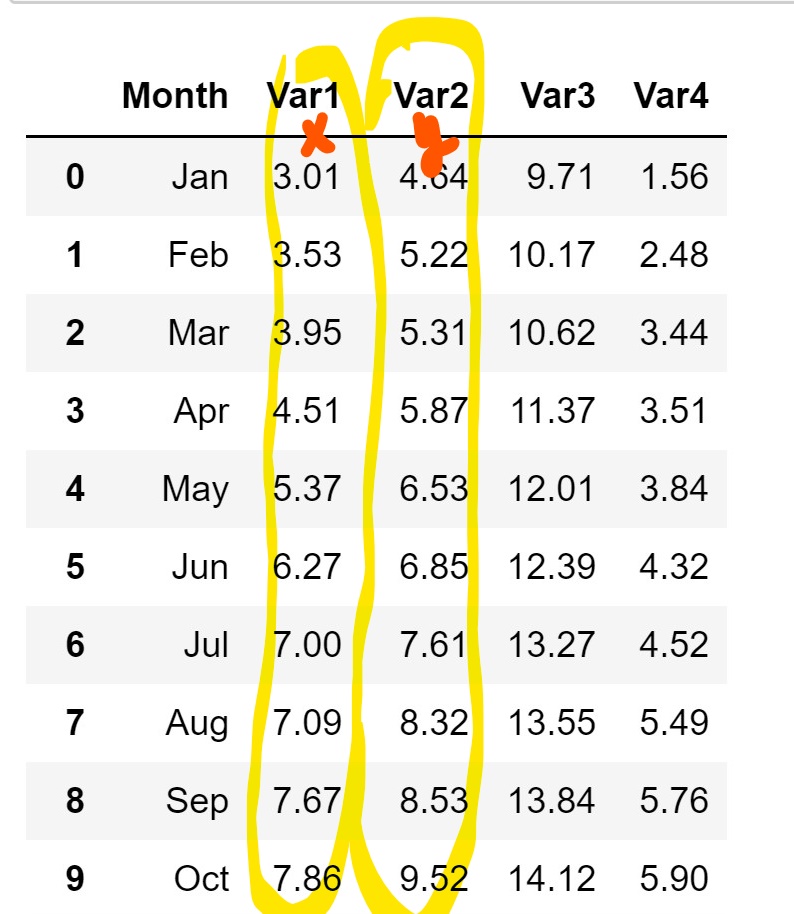 Month Var1 Var2 Var3 Var4
x y
0 Jan 3.01 4.64 9.71 1.56
1 Feb 3.53 5.22 10.17 2.48
2 Mar 3.95 5.31 10.62 3.44
3 Apr 4.51 5.87 11.37 3.51
4 May 5.37 6.53 12.01 3.84
5 Jun 6.27 6.85 12.39 4.32
6 Jul 7.00 7.61 13.27 4.52
7 Aug 7.09 8.32 13.55 5.49
8 Sep 7.67 8.53 13.84 5.76
9 Oct 7.86 9.52 14.12 5.90